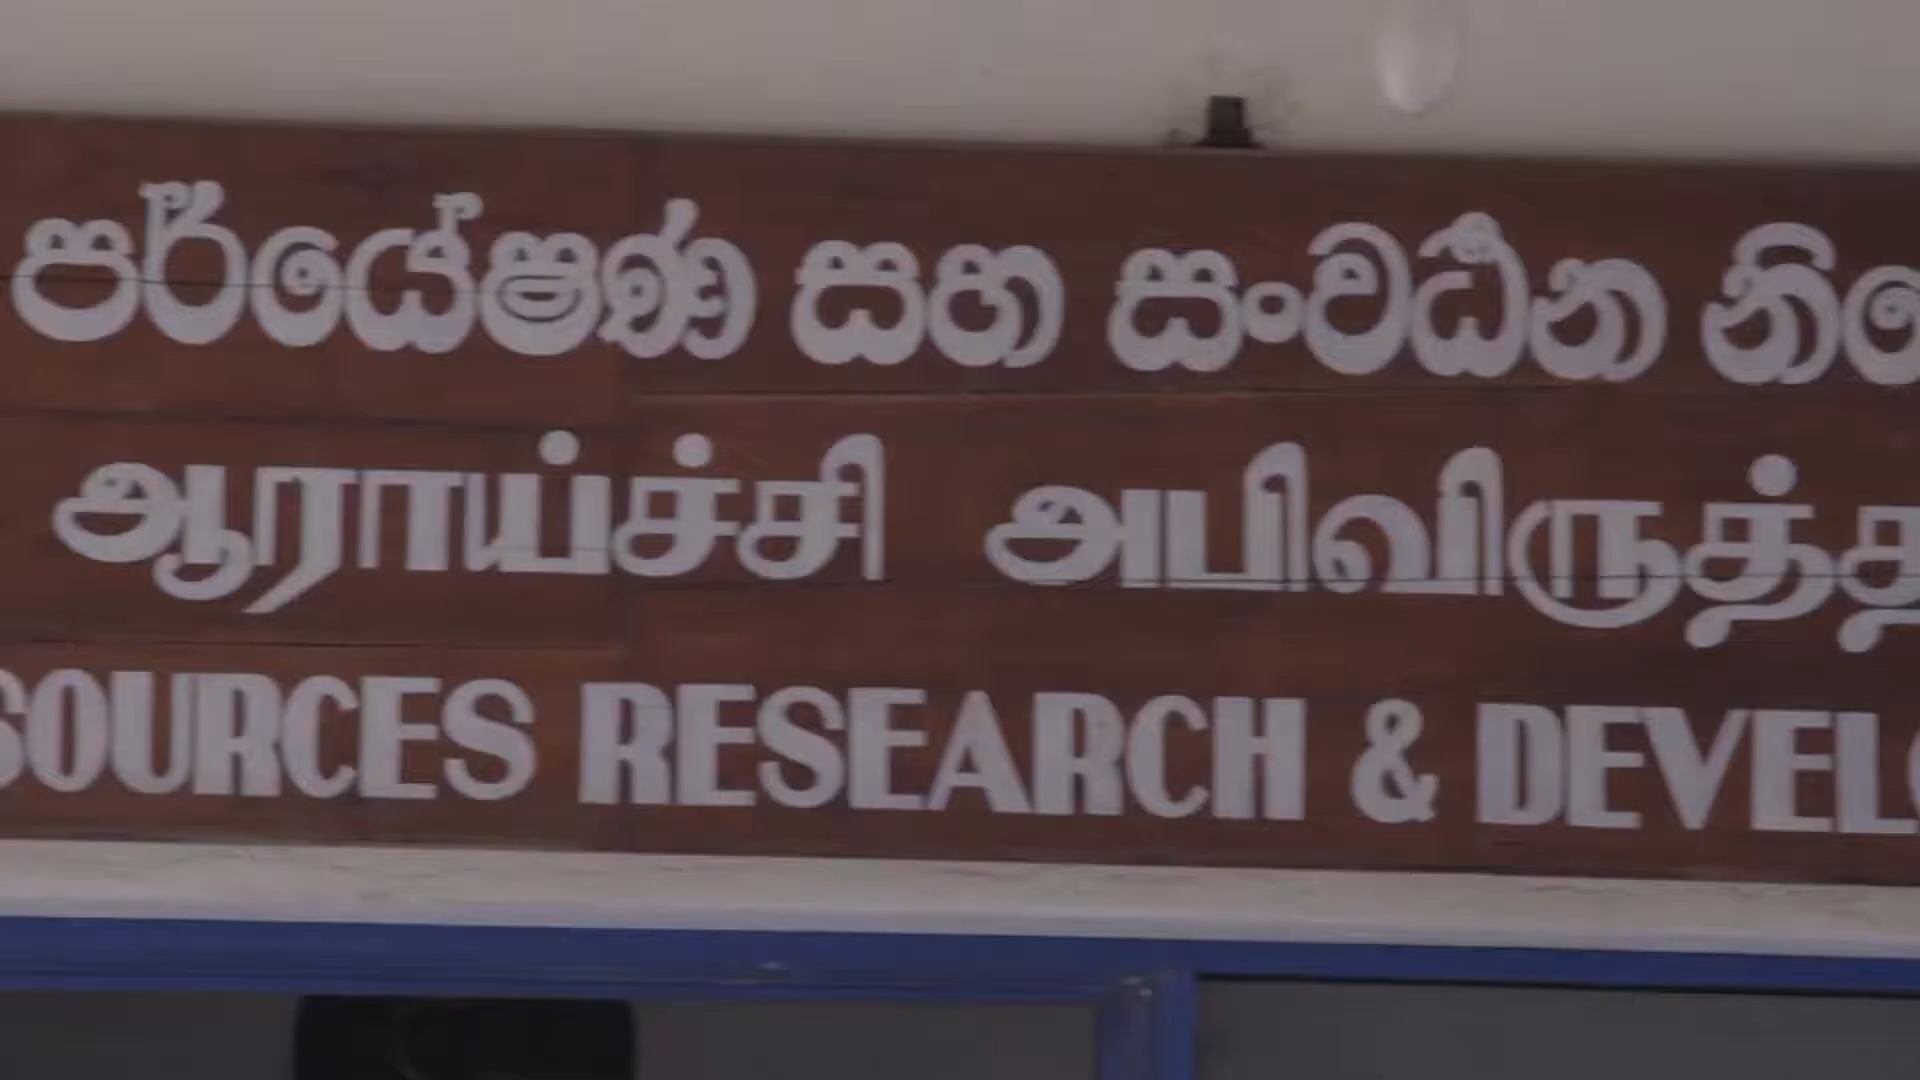 පර්යේෂණ සහ සංවර්ධන නි
ஆராய்ச்சி அபிவிருத்த
SOURCES RESEARCH & DEVELO